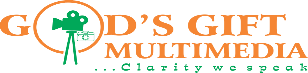 GOD'S GIFT
MULTIMEDIA
...Clarity we speak